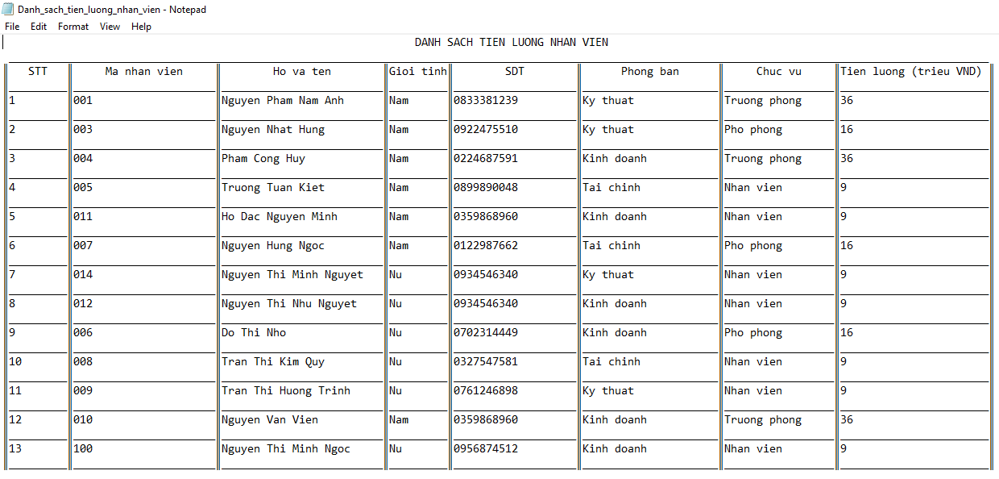 Danh_sach_tien_luong_nhan_vien - Notepad
File Edit Format View Help
DANH SACH TIEN LUONG NHAN VIEN
STT Ma nhan vien Ho va ten Gioi tinh SDT Phong ban Chuc vu Tien luong (trieu VND)
1 001 Nguyen Pham Nam Anh Nam 0833381239 Ky thuat Truong phong 36
2 003 Nguyen Nhat Hung Nam 0922475510 Ky thuat Pho phong 16
3 004 Pham Cong Huy Nam 0224687591 Kinh doanh Truong phong 36
4 005 Truong Tuan Kiet Nam 0899890048 Tai chinh Nhan vien 9
5 011 Ho Dac Nguyen Minh Nam 0359868960 Kinh doanh Nhan vien 9
6 007 Nguyen Hung Ngoc Nam 0122987662 Tai chinh Pho phong 16
7 014 Nguyen Thi Minh Nguyet Nu 0934546340 Ky thuat Nhan vien 9
8 012 Nguyen Thi Nhu Nguyet Nu 0934546340 Kinh doanh Nhan vien 9
9 006 Do Thi Nho Nu 0702314449 Kinh doanh Pho phong 16
10 008 Tran Thi Kim Quy Nu 0327547581 Tai chinh Nhan vien 9
11 009 Tran Thi Huong Trinh Nu 0761246898 Ky thuat Nhan vien 9
12 010 Nguyen Van Vien Nam 0359868960 Kinh doanh Truong phong 36
13 100 Nguyen Thi Minh Ngoc Nu 0956874512 Kinh doanh Nhan vien 9